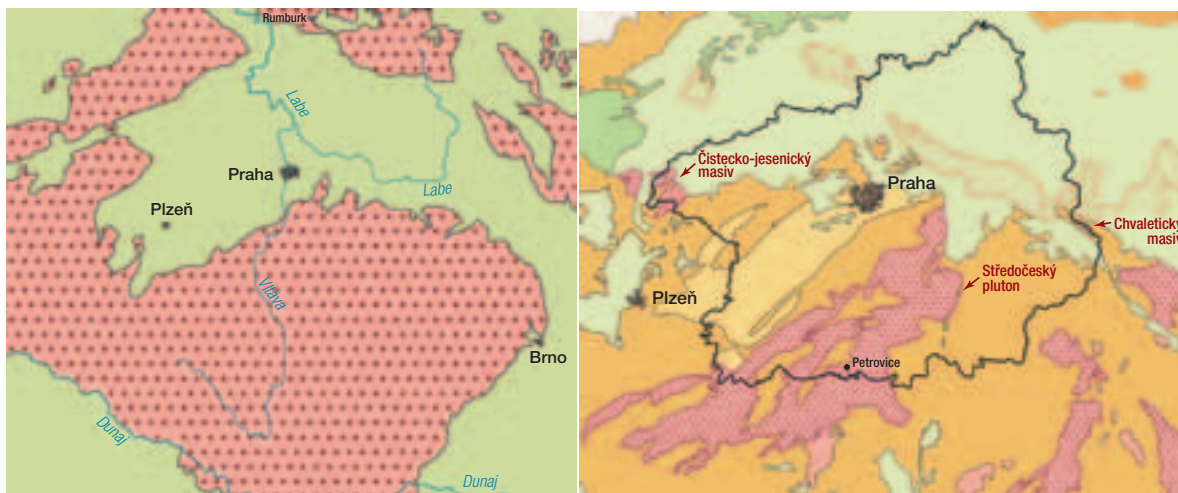 Rumburk
Labe
Praha
Labe
Plzeň
Vltava
Brno
Dunaj
Dunaj
Čistecko-jesenický
masiv
Praha
Chvaletický
masiv
Středočeský
pluton
Plzeň
Petrovice